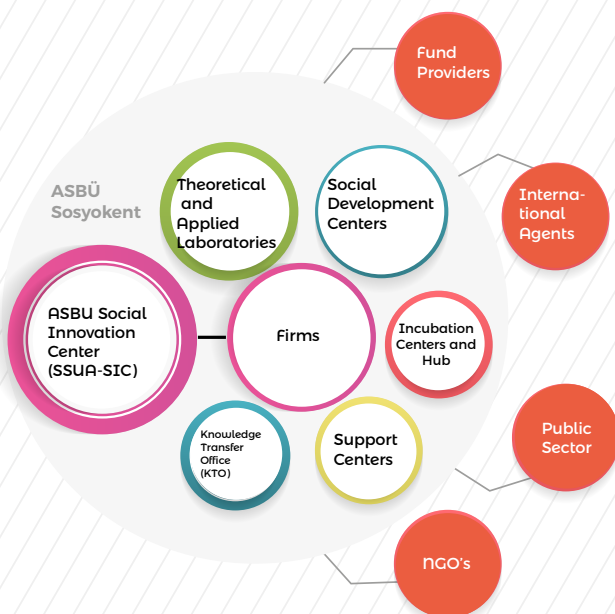 Fund
Providers
ASBÜ
Sosyokent
Theoretical
and
Applied
Laboratories
Social
Development
Centers
Interna-
tional
Agents
ASBU Social
Innovation
Center
(SSUA-SIC)
Firms
Incubation
Centers and
Hub
Knowledge
Transfer
Office
(KTO)
Support
Centers
Public
Sector
NGO's